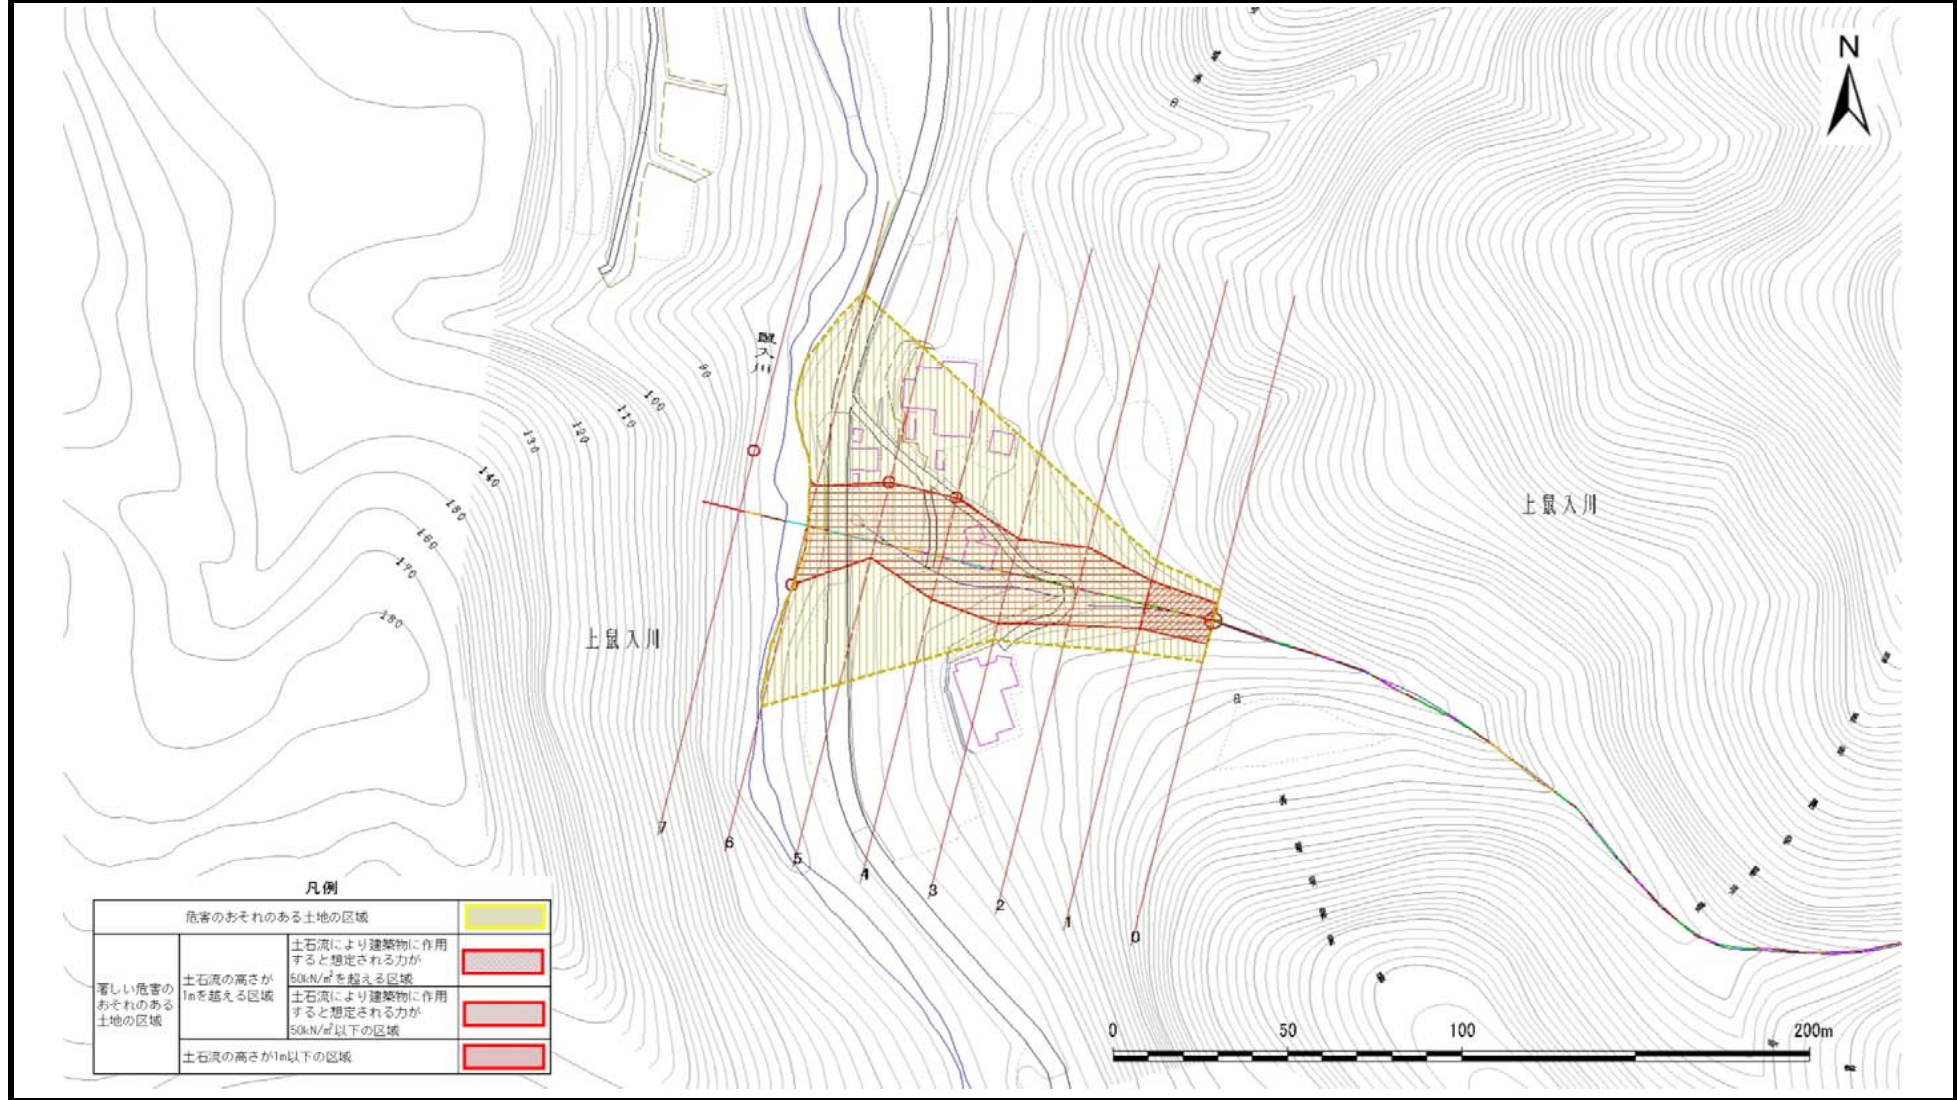 N
鼠入川
90
100
110
120
130
140
150
160
170
180
上鼠入川
上鼠入川
7
6
5
4
3
2
1
0
凡例
危害のおそれのある土地の区域
著しい危害の
おそれのある
土地の区域
土石流の高さが
1mを越える区域
土石流により建築物に作用
すると想定される力が
50kN/㎡を超える区域
土石流により建築物に作用
すると想定される力が
50kN/㎡以下の区域
土石流の高さが1m以下の区域
0 50 100 200m